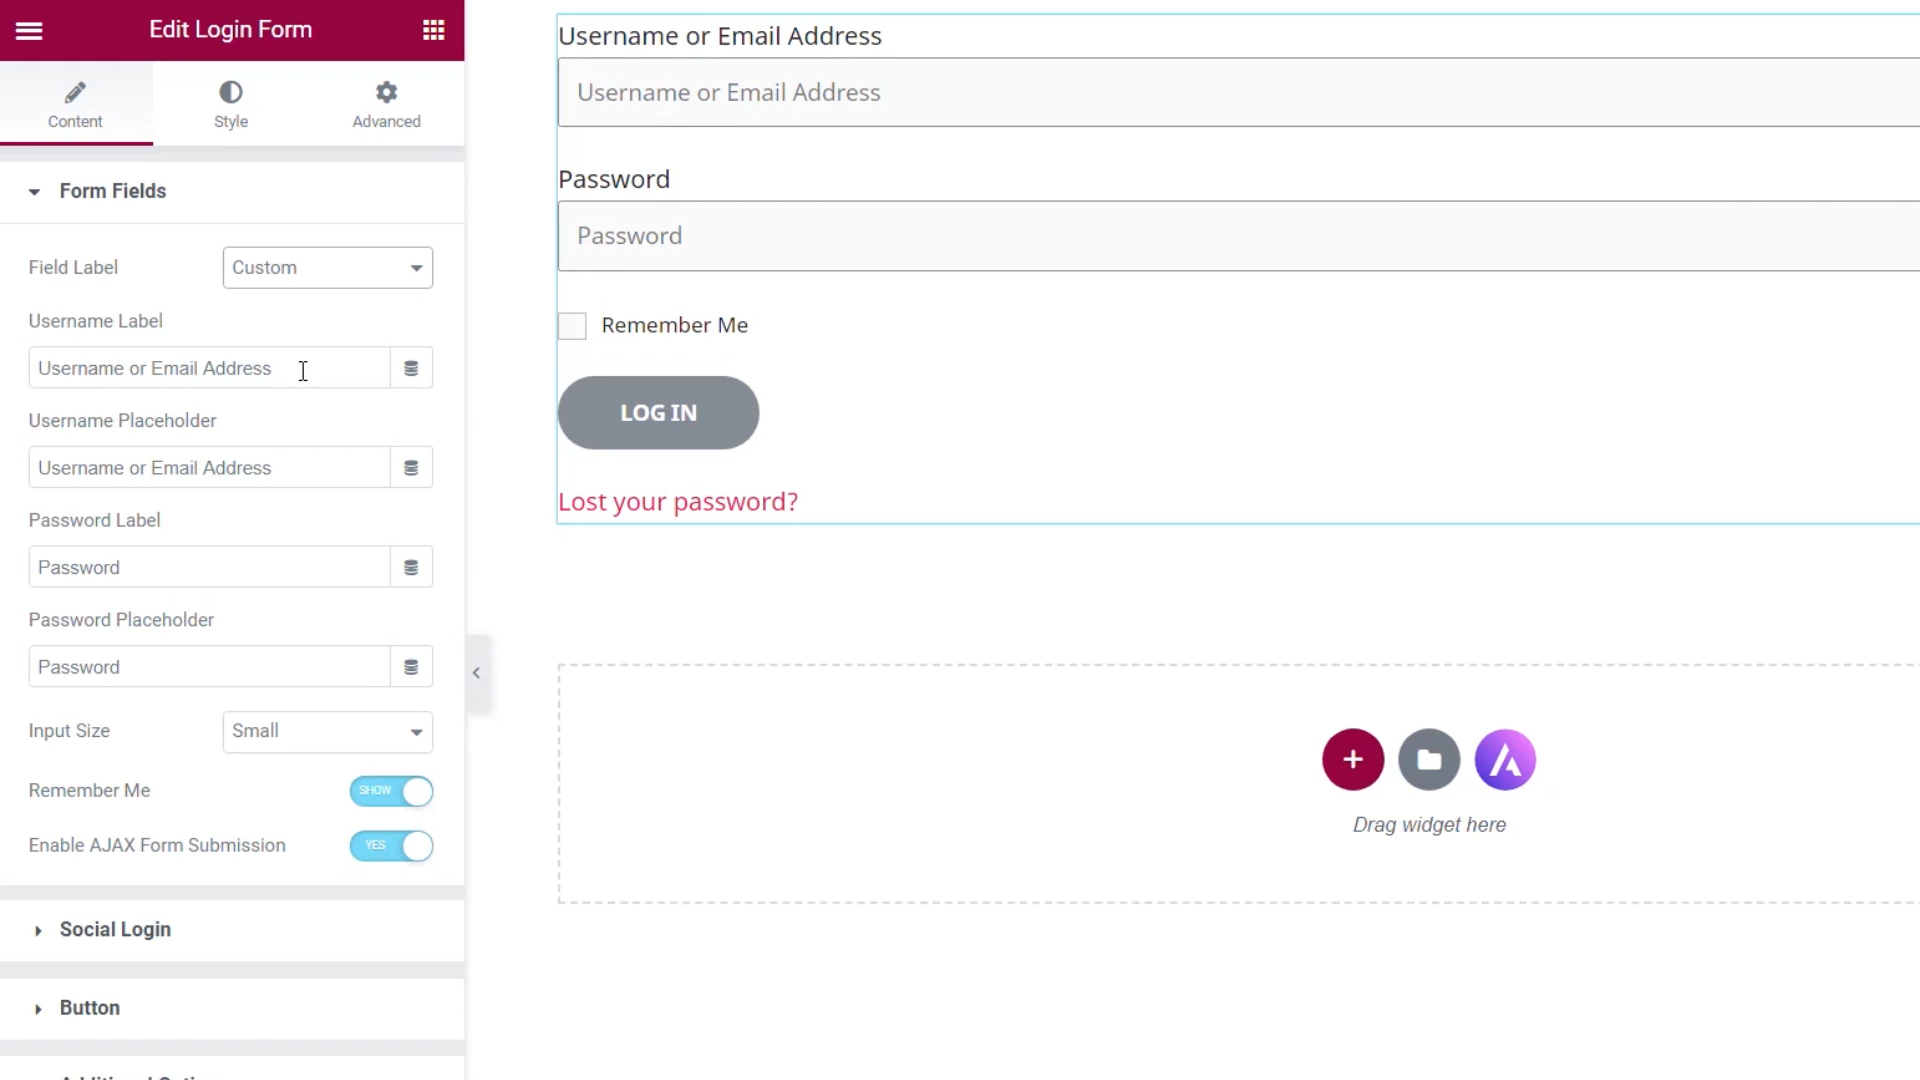 Edit Login Form
Content
Style
Advanced
Form Fields
Field Label
Custom
Username Label
Username or Email Address
Username Placeholder
Username or Email Address
Password Label
Password
Password Placeholder
Password
Input Size
Small
Remember Me
SHOW
Enable AJAX Form Submission
YES
Social Login
Button
Username or Email Address
Username or Email Address
Password
Password
Remember Me
LOG IN
Lost your password?
Drag widget here